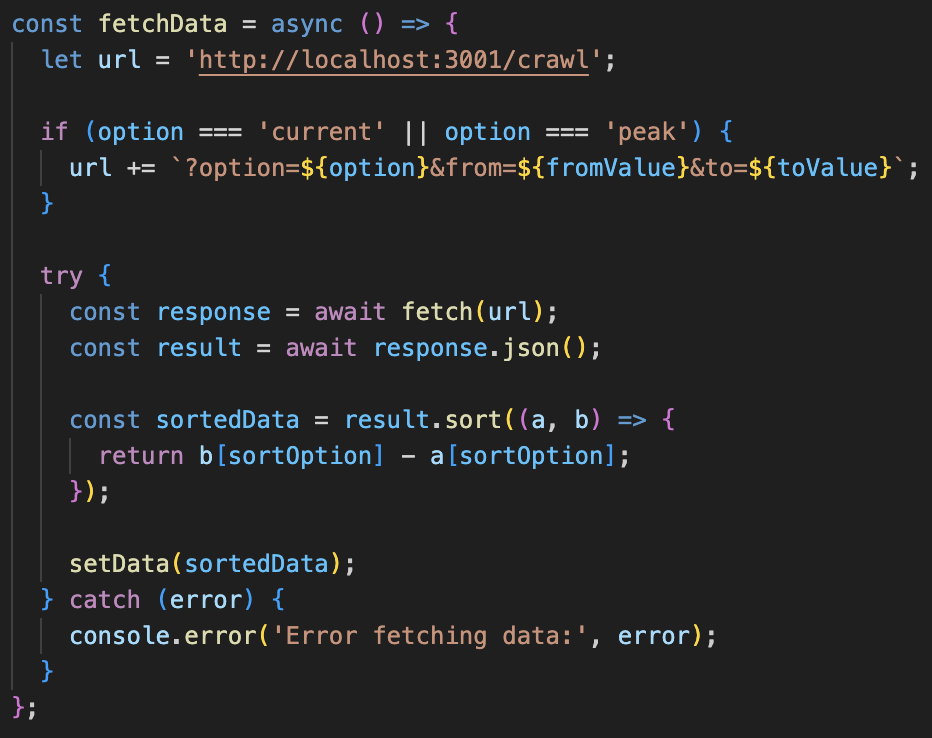 const fetchData = async () => {
  let url = 'http://localhost:3001/crawl';

  if (option === 'current' || option === 'peak') {
    url += `?option=${option}&from=${fromValue}&to=${toValue}`;
  }

  try {
    const response = await fetch(url);
    const result = await response.json();

    const sortedData = result.sort((a, b) => {
      return b[sortOption] - a[sortOption];
    });

    setData(sortedData);
  } catch (error) {
    console.error('Error fetching data:', error);
  }
};